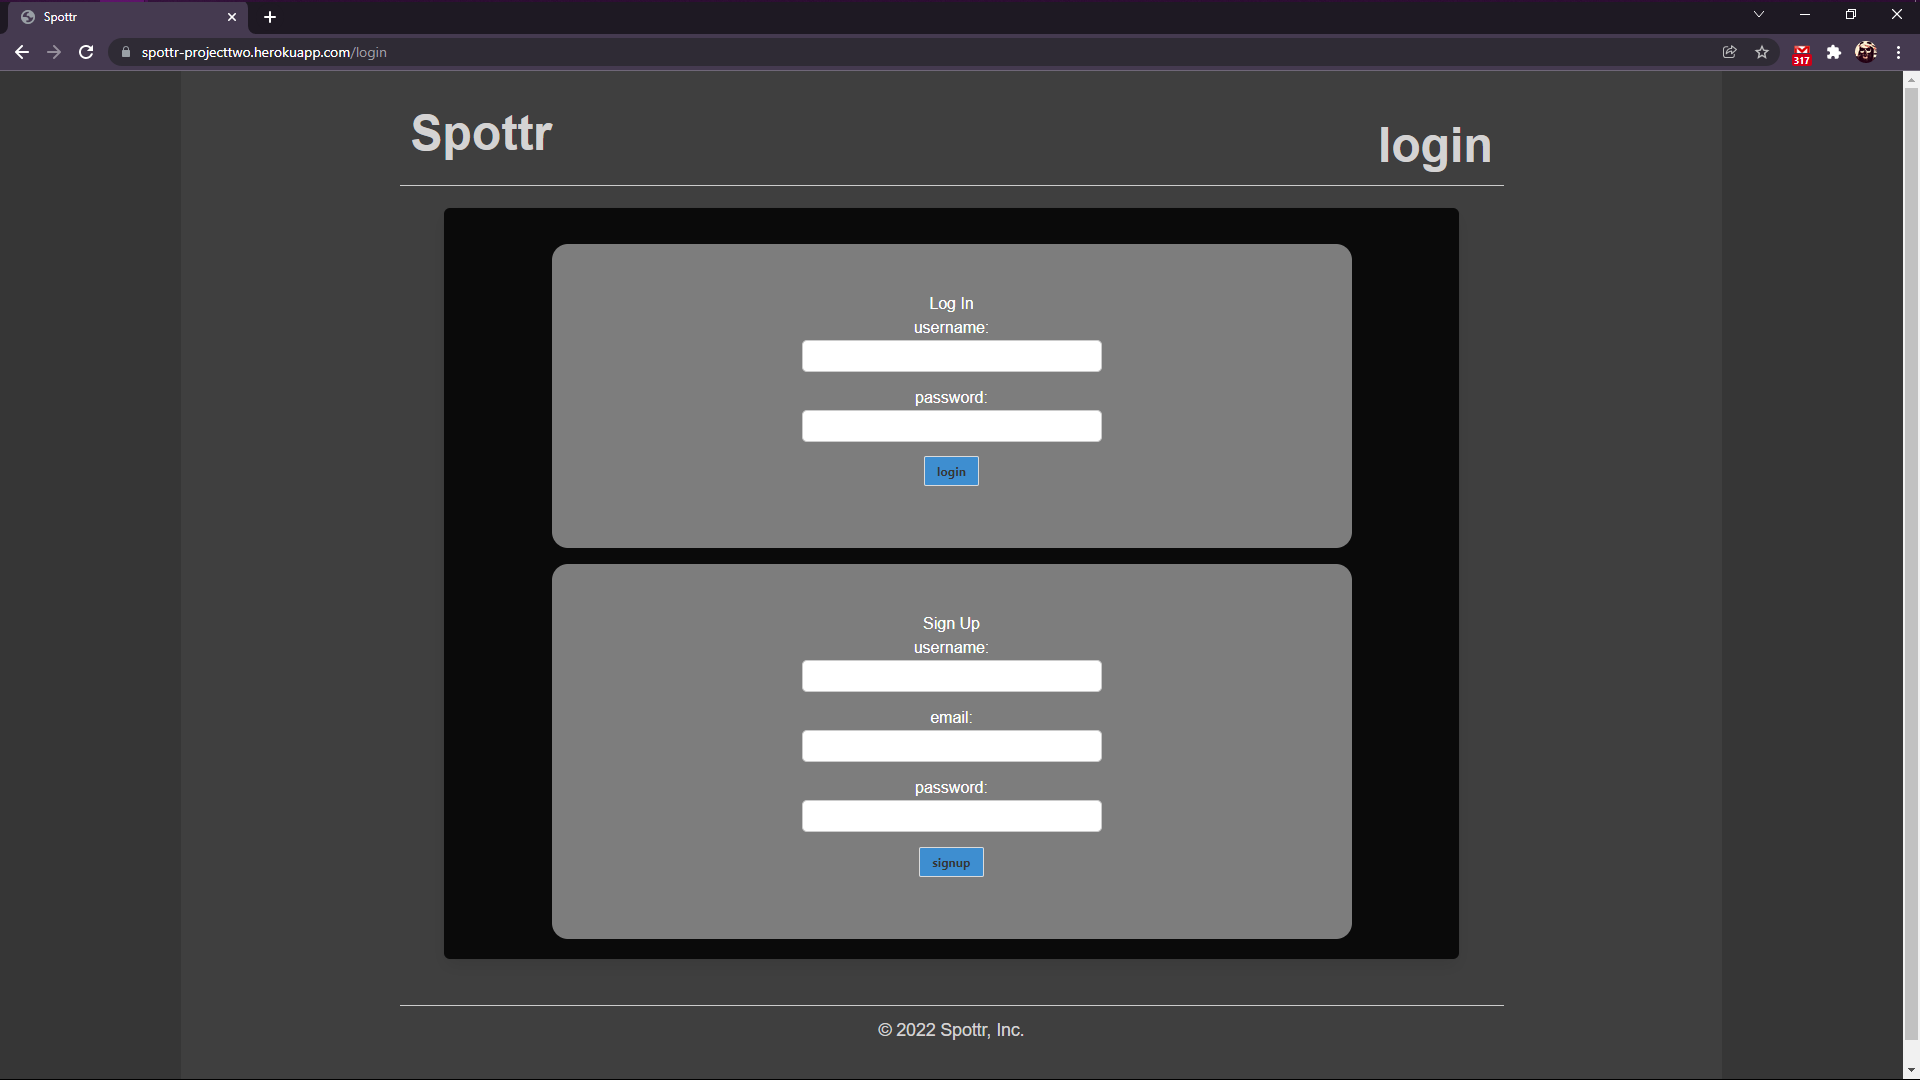 Spottr
spottr-projecttwo.herokuapp.com/login
317
Spottr
login
Log In
username:
password:
login
Sign Up
username:
email:
password:
signup
© 2022 Spottr, Inc.